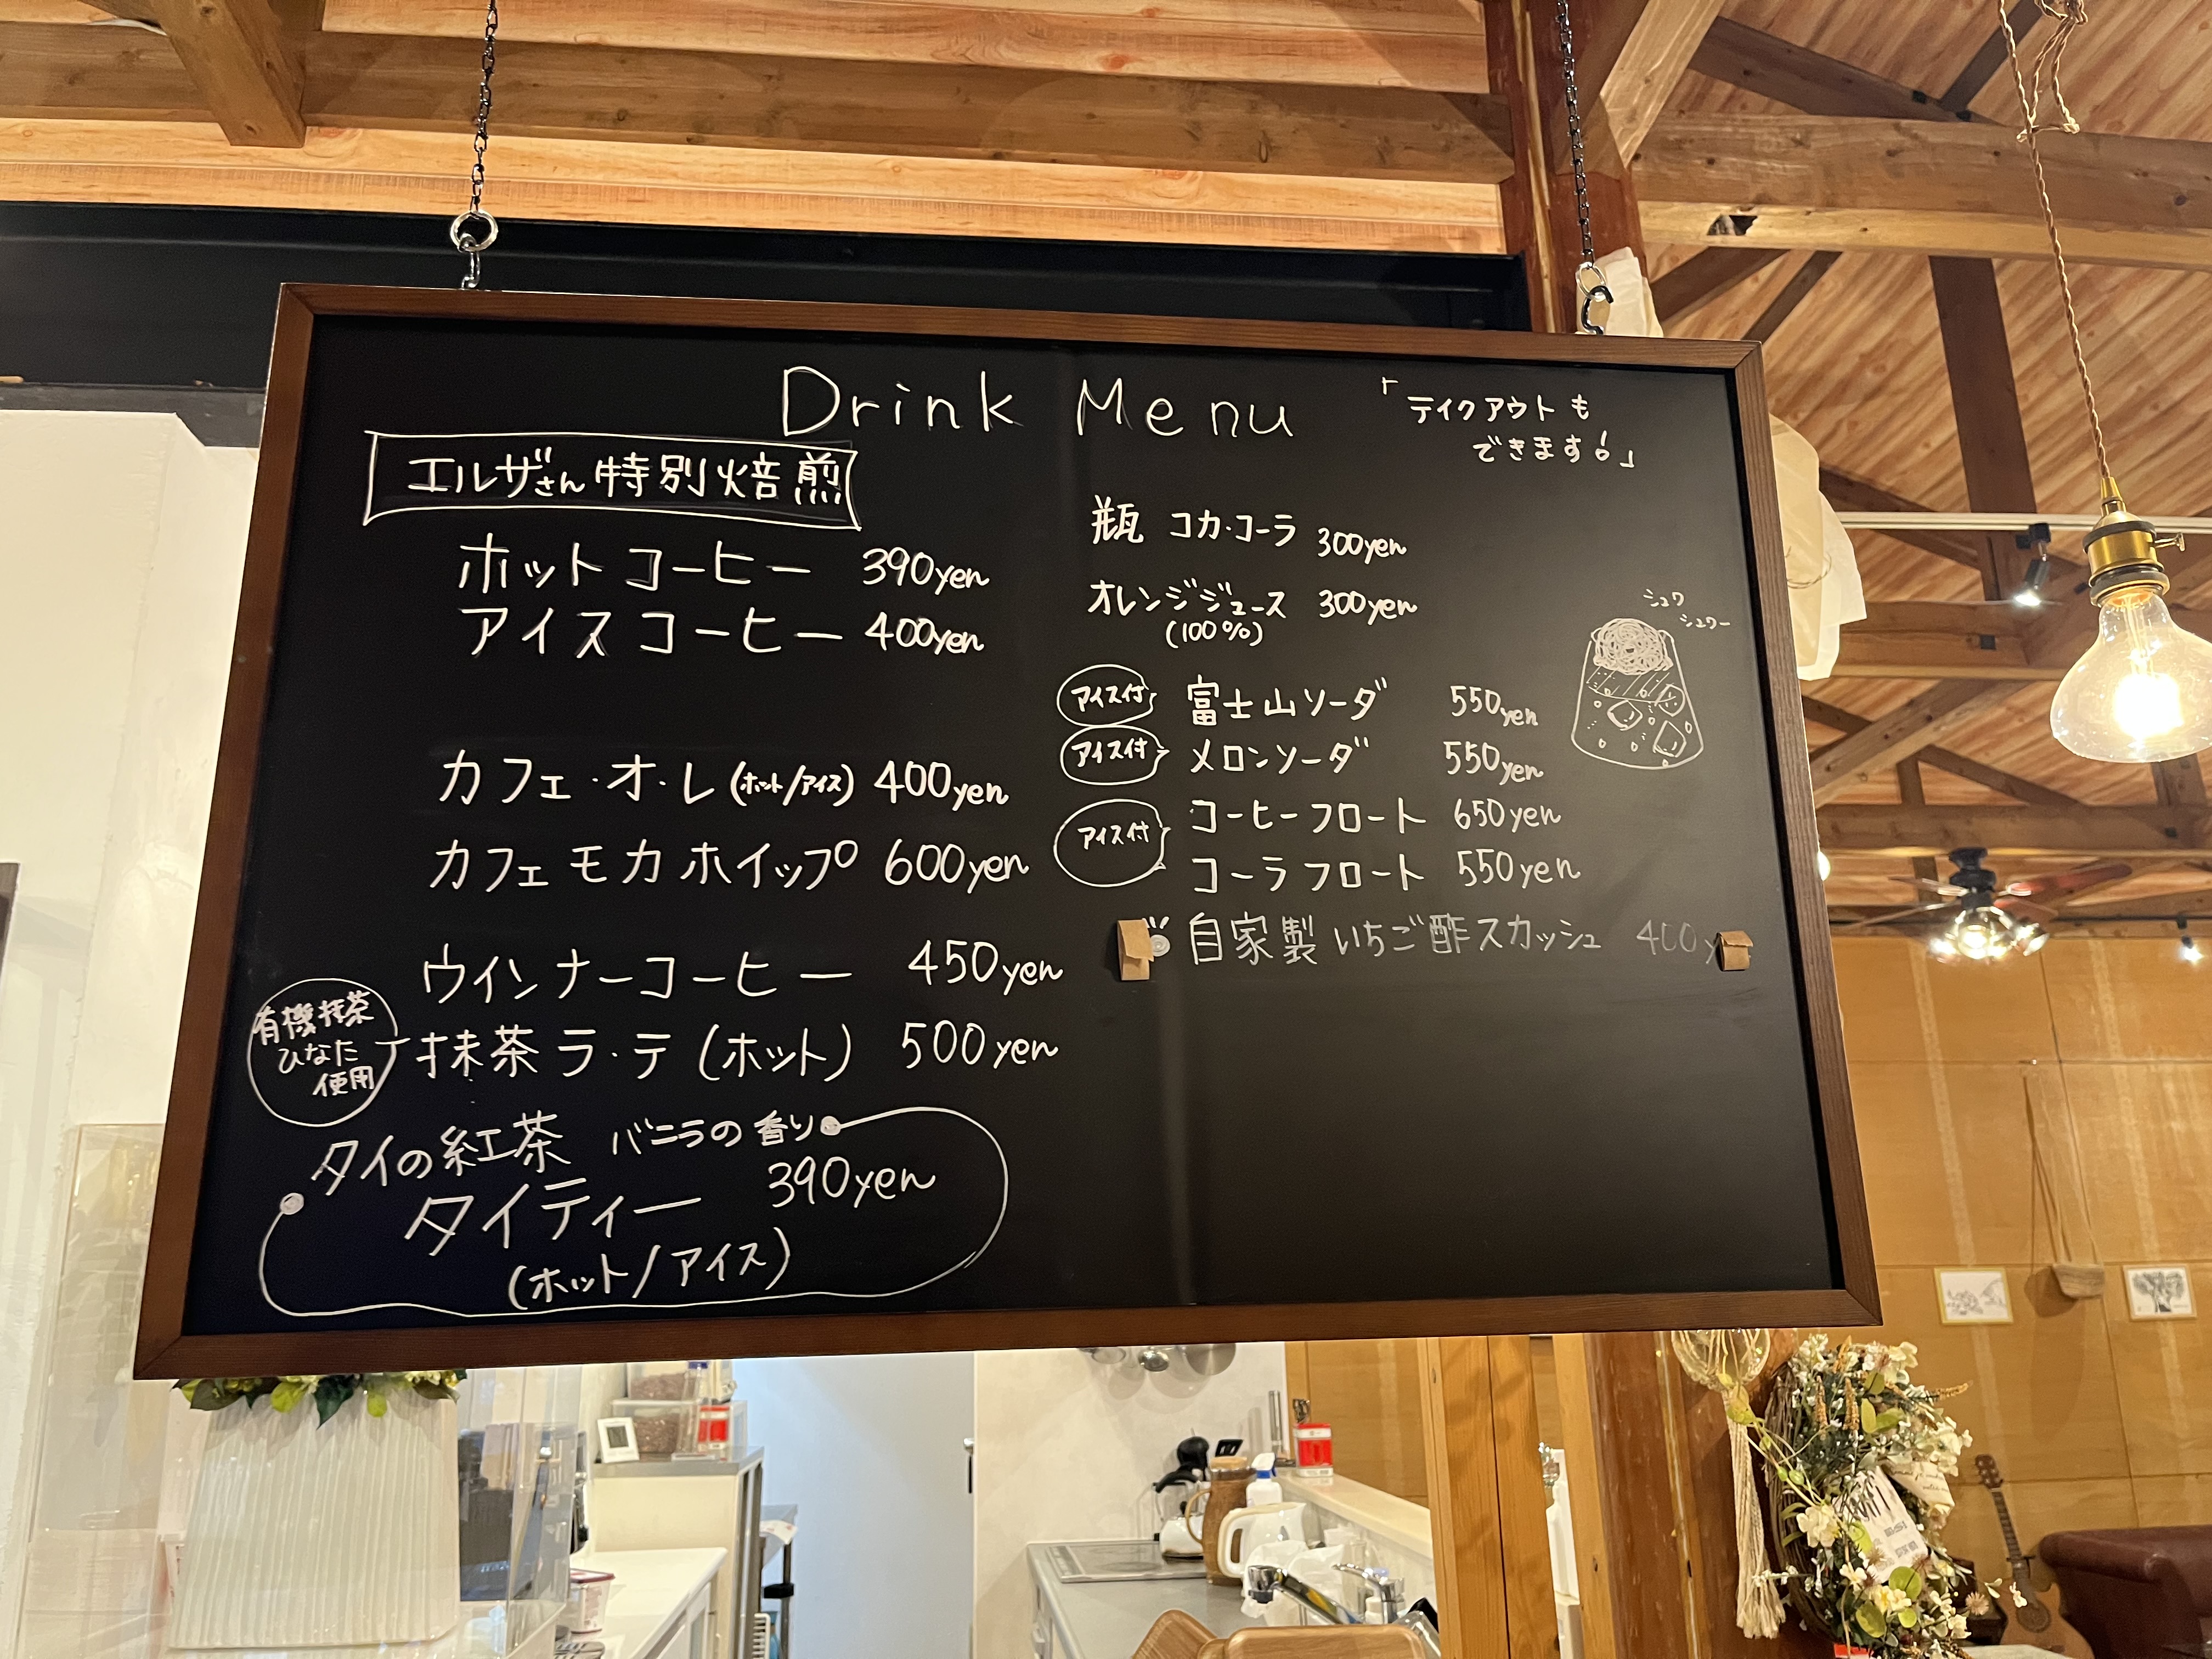 Drink Menu
「テイクアウトも
できます!」
エルザさん特別焙煎
ホットコーヒー 390yen
アイスコーヒー 400yen
カフェ・オ・レ(ホット/アイス) 400yen
カフェモカホイップ 600yen
ウインナーコーヒー 450yen
有機抹茶
ひなた
使用
抹茶ラ・テ(ホット) 500yen
タイの紅茶 バニラの香り
タイティー 390yen
(ホット/アイス)
瓶 コカ・コーラ 300yen
オレンジジュース 300yen
(100%)
アイス付 富士山ソーダ 550yen
アイス付 メロンソーダ 550yen
アイス付 コーヒーフロート 650yen
コーラフロート 550yen
自家製いちご酢スカッシュ 400y
シュワ
シュワー